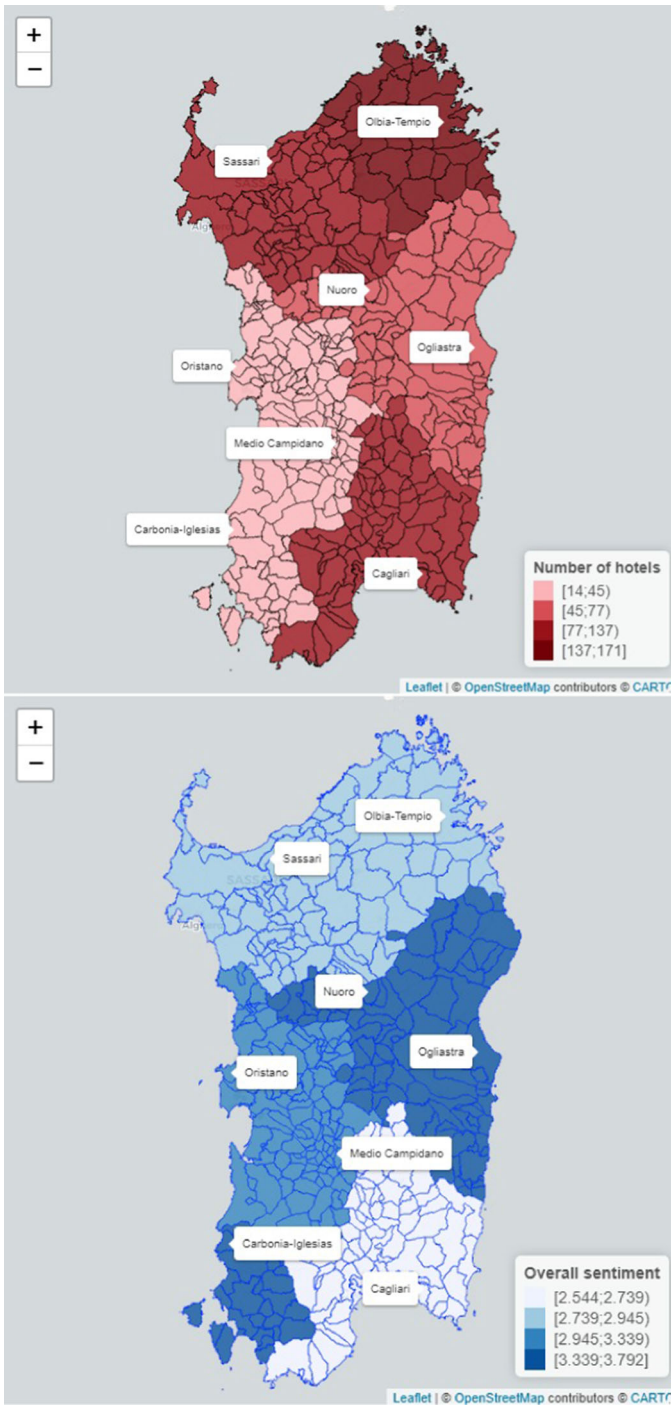 +
−
Olbia-Tempio
Sassari
Nuoro
Ogliastra
Oristano
Medio Campidano
Carbonia-Iglesias
Cagliari
Number of hotels
[14;45)
[45;77)
[77;137)
[137;171]
Leaflet | © OpenStreetMap contributors © CARTO
+
−
Olbia-Tempio
Sassari
Nuoro
Ogliastra
Oristano
Medio Campidano
Carbonia-Iglesias
Cagliari
Overall sentiment
[2.544;2.739)
[2.739;2.945)
[2.945;3.339)
[3.339;3.792]
Leaflet | © OpenStreetMap contributors © CARTO